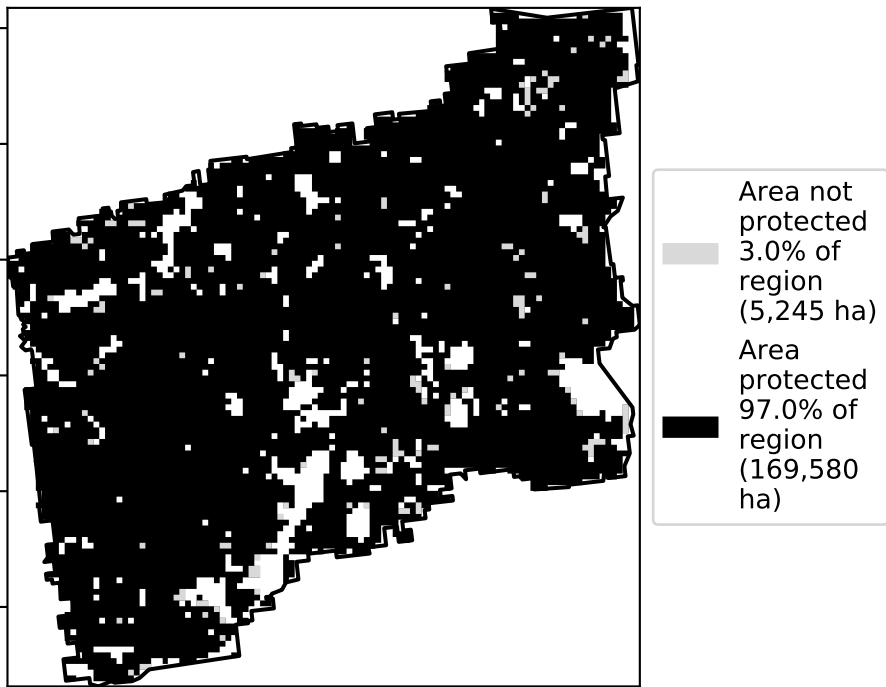 Area not
protected
3.0% of
region
(5,245 ha)
Area
protected
97.0% of
region
(169,580
ha)